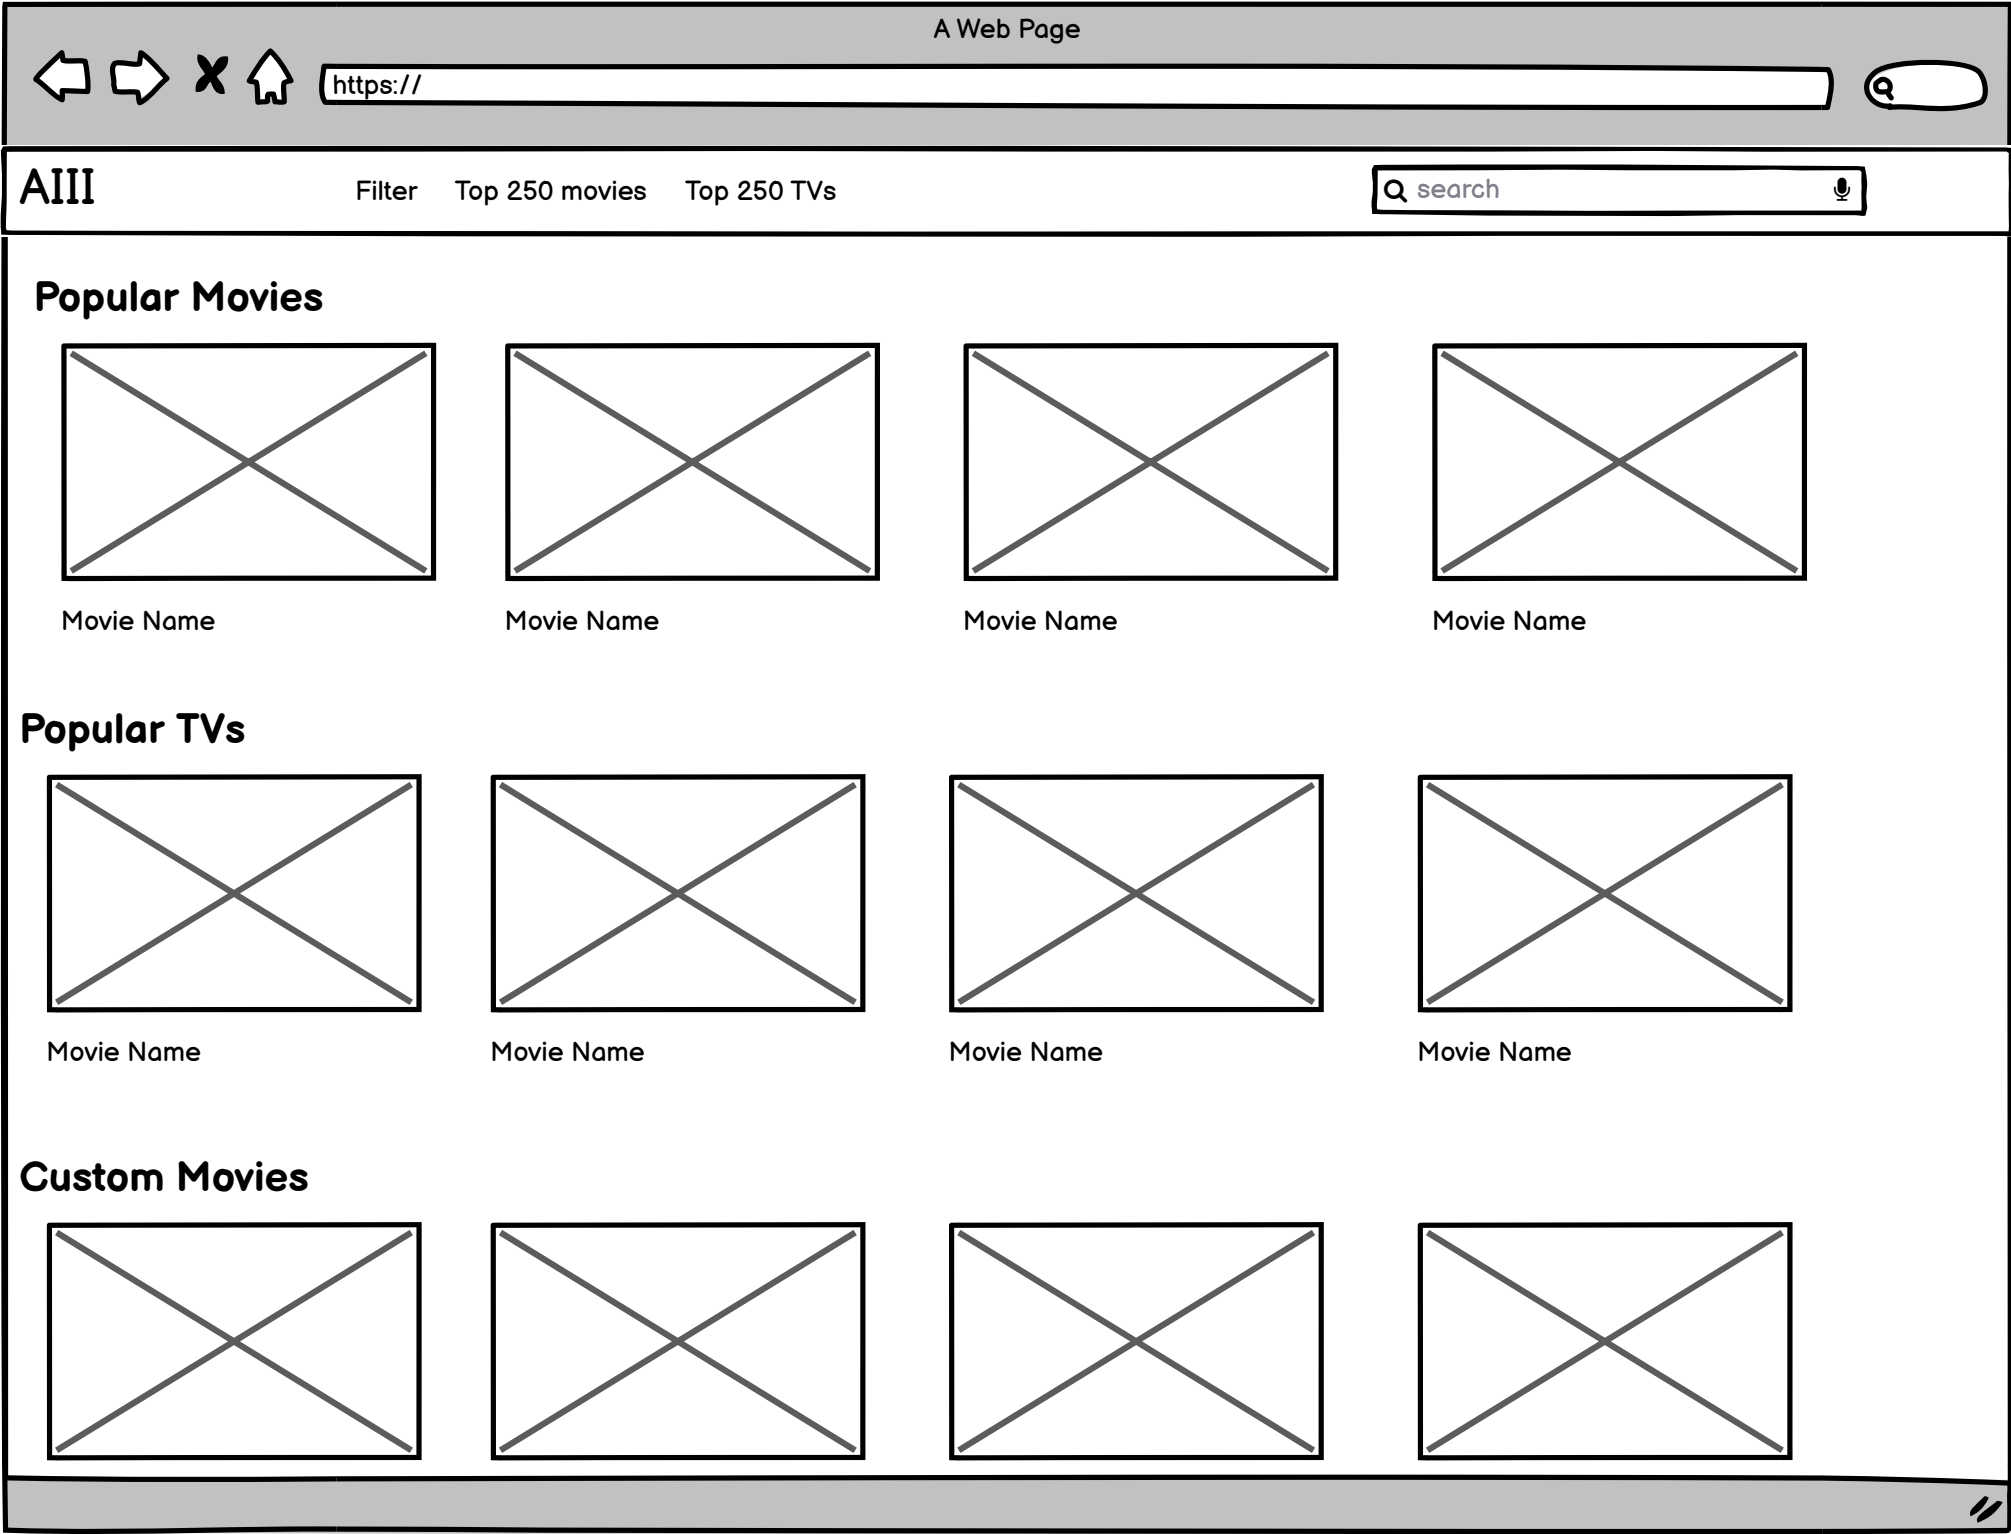 A Web Page
https://
AIII
Filter Top 250 movies Top 250 TVs
search
Popular Movies
Movie Name Movie Name Movie Name Movie Name
Popular TVs
Movie Name Movie Name Movie Name Movie Name
Custom Movies